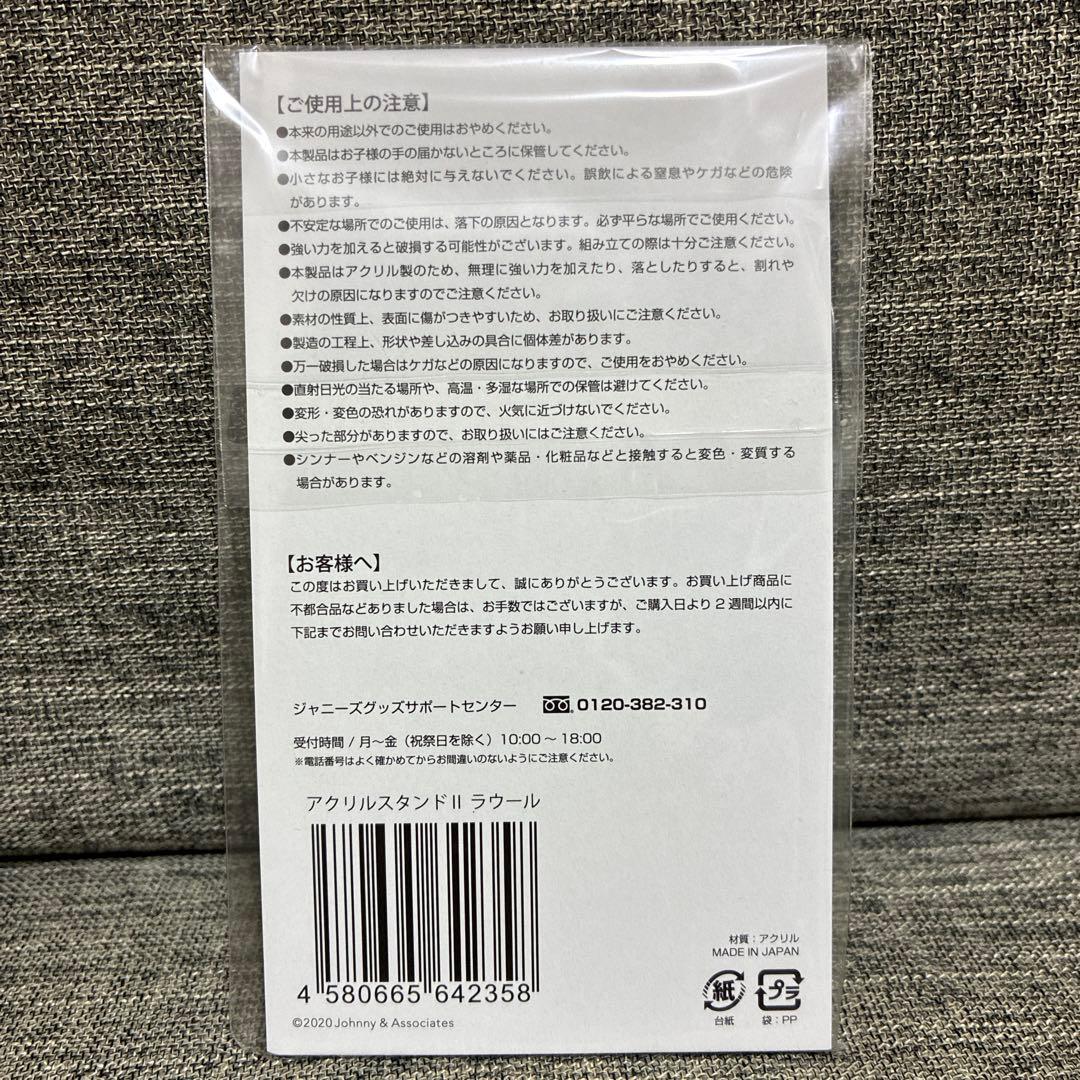 【ご使用上の注意】
●本来の用途以外でのご使用はおやめください。
●本製品はお子様の手の届かないところに保管してください。
●小さなお子様には絶対に与えないでください。誤飲による窒息やケガなどの危険
があります。
●不安定な場所でのご使用は、落下の原因となります。必ず平らな場所でご使用ください。
●強い力を加えると破損する可能性がございます。組み立ての際は十分ご注意ください。
●本製品はアクリル製のため、無理に強い力を加えたり、落としたりすると、割れや
欠けの原因になりますのでご注意ください。
●素材の性質上、表面に傷がつきやすいため、お取り扱いにご注意ください。
●製造の工程上、形状や差し込みの具合に個体差があります。
●万一破損した場合はケガなどの原因になりますので、ご使用をおやめください。
●直射日光の当たる場所や、高温・多湿な場所での保管は避けてください。
●変形・変色の恐れがありますので、火気に近づけないでください。
●尖った部分がありますので、お取り扱いにはご注意ください。
●シンナーやベンジンなどの溶剤や薬品・化粧品などと接触すると変色・変質する
場合があります。
【お客様へ】
この度はお買い上げいただきまして、誠にありがとうございます。お買い上げ商品に
不都合品などありました場合は、お手数ではございますが、ご購入日より2週間以内に
下記までお問い合わせいただきますようお願い申し上げます。
ジャニーズグッズサポートセンター 0120-382-310
受付時間 / 月〜金（祝祭日を除く）10:00 〜 18:00
※電話番号はよく確かめてからお間違いのないようにご注意ください。
アクリルスタンドⅡ ラウール
4 580665 642358
©2020 Johnny & Associates
材質：アクリル
MADE IN JAPAN
紙 プラ
台紙 袋：PP